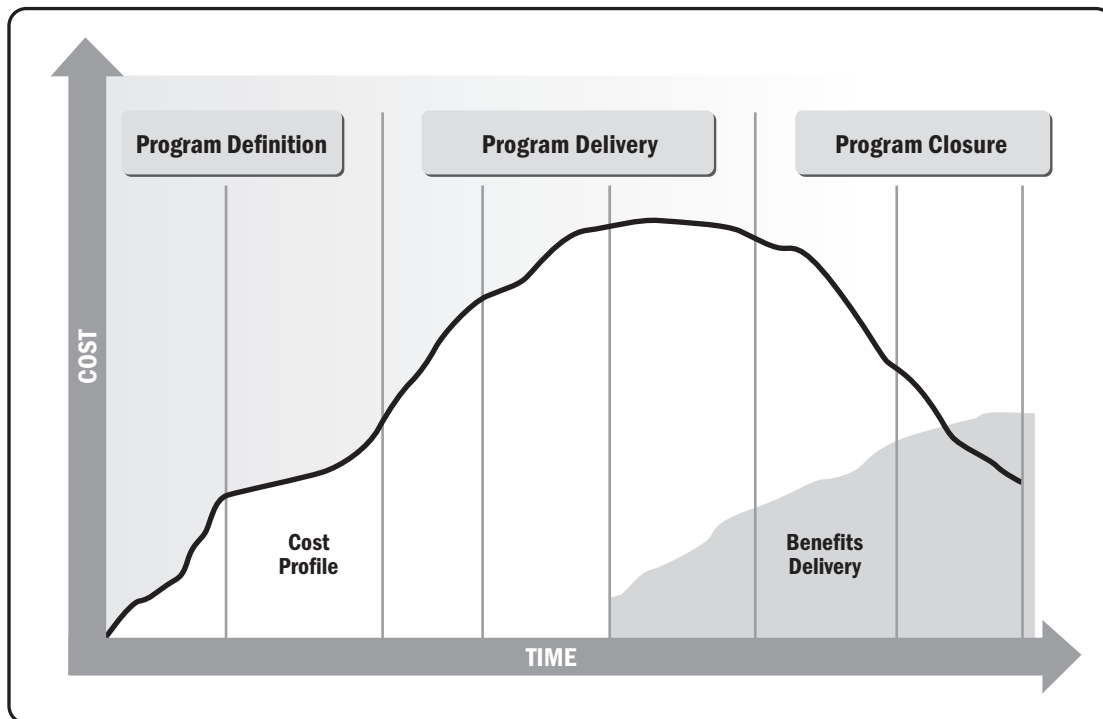 Program Definition
Program Delivery
Program Closure
COST
Cost
Profile
Benefits
Delivery
TIME